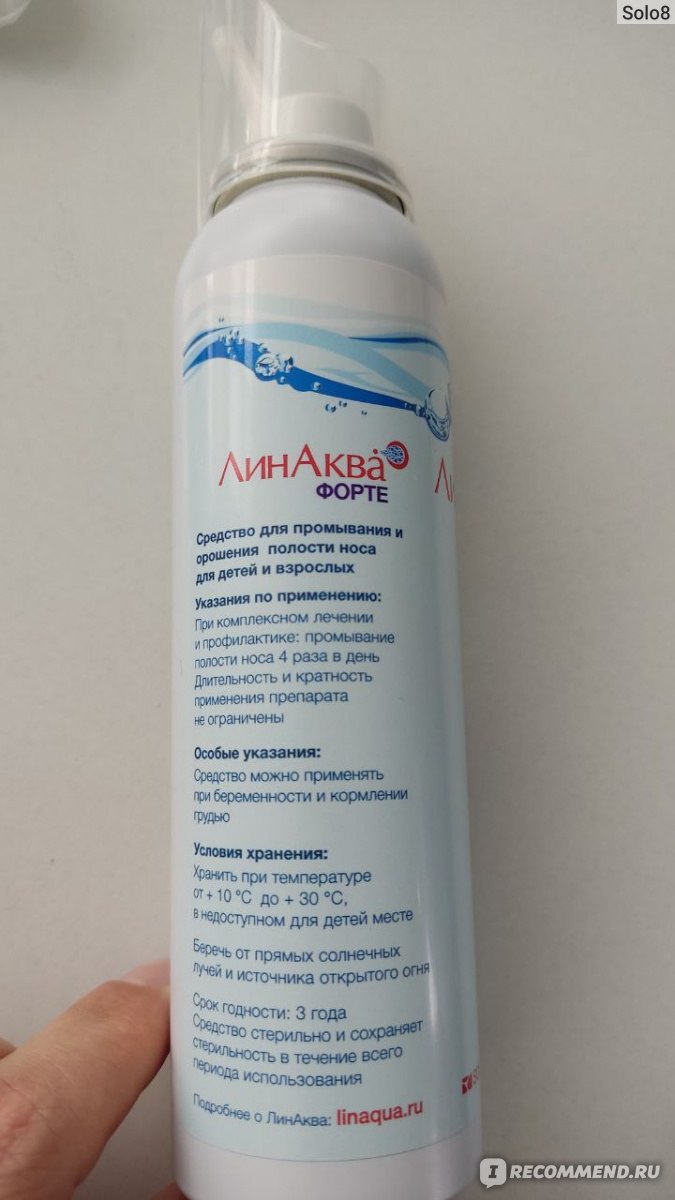 Solo8
ЛинАква
ФОРТЕ
Средство для промывания и
орошения полости носа
для детей и взрослых
Указания по применению:
При комплексном лечении
и профилактике: промывание
полости носа 4 раза в день
Длительность и кратность
применения препарата
не ограничены
Особые указания:
Средство можно применять
при беременности и кормлении
грудью
Условия хранения:
Хранить при температуре
от + 10 °C до + 30 °C,
в недоступном для детей месте
Беречь от прямых солнечных
лучей и источника открытого огня
Срок годности: 3 года
Средство стерильно и сохраняет
стерильность в течение всего
периода использования
Подробнее о ЛинАква: linaqua.ru
IRECOMMEND.RU